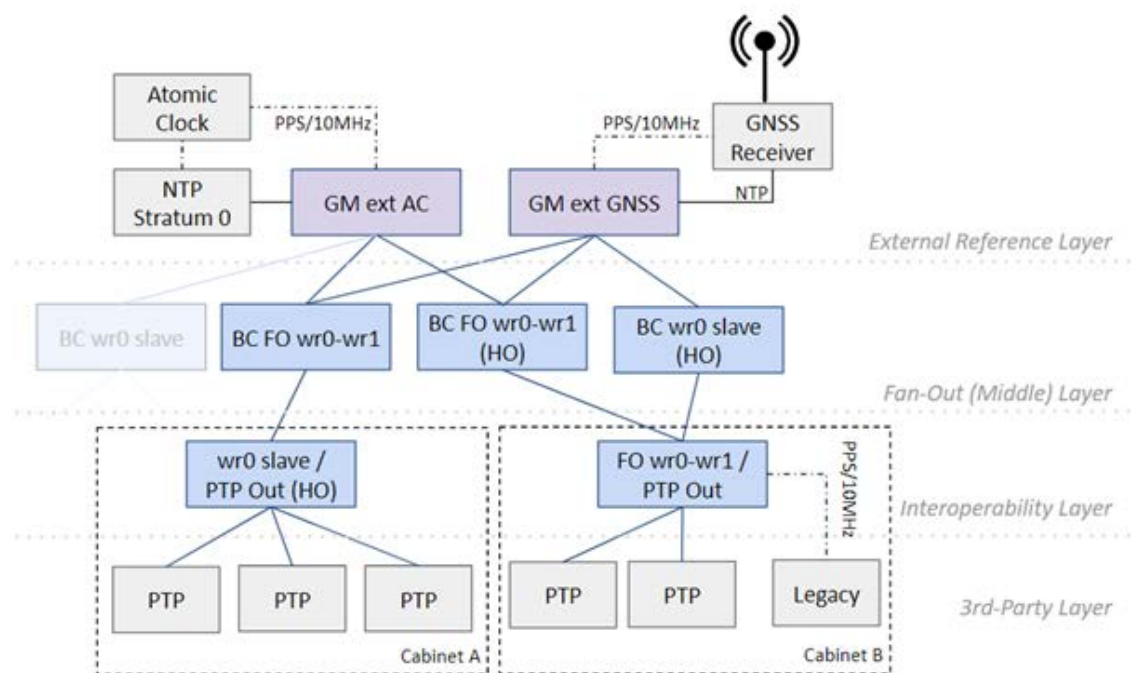 Atomic
Clock
PPS/10MHz
PPS/10MHz
GNSS
Receiver
NTP
Stratum 0
GM ext AC
GM ext GNSS
NTP
External Reference Layer
BC wr0 slave
BC FO wr0-wr1
BC FO wr0-wr1
(HO)
BC wr0 slave
(HO)
Fan-Out (Middle) Layer
wr0 slave /
PTP Out (HO)
FO wr0-wr1 /
PTP Out
PPS/10MHz
Interoperability Layer
PTP
PTP
PTP
PTP
PTP
Legacy
3rd-Party Layer
Cabinet A
Cabinet B